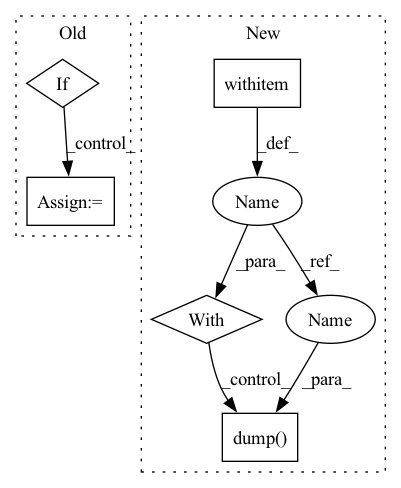 Old New
If withitem
_control_ _def_
Assign:= Name
_para_ _ref_
With Name
_control_ _para_
dump()